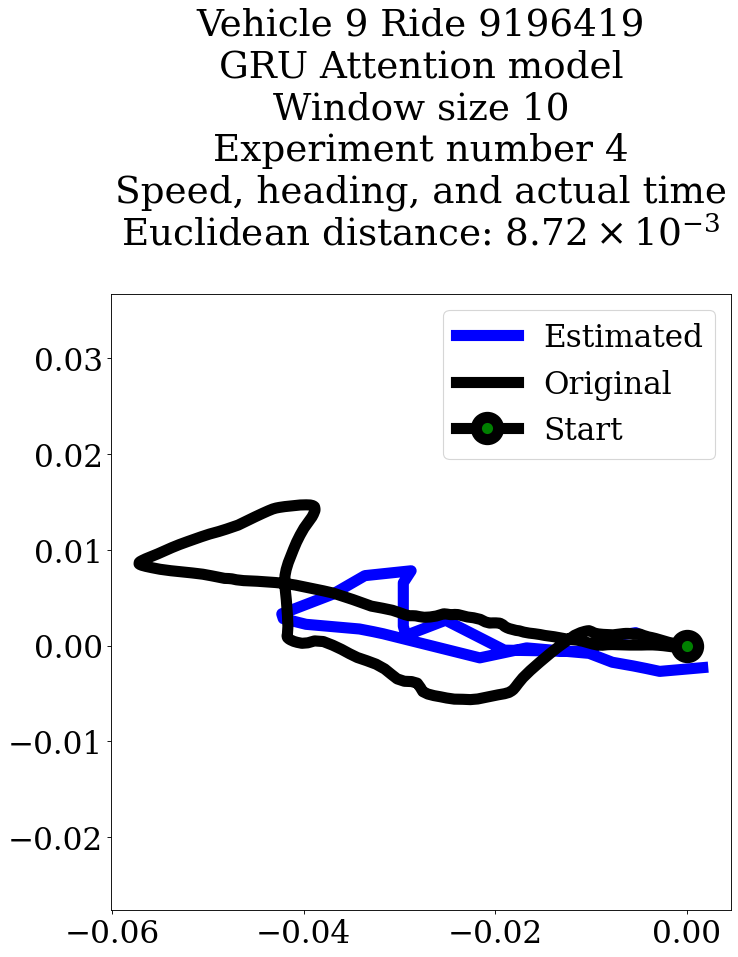 Vehicle 9 Ride 9196419
GRU Attention model
Window size 10
Experiment number 4
Speed, heading, and actual time
Euclidean distance: 8.72 × 10⁻³
Estimated
Original
Start
0.03
0.02
0.01
0.00
−0.01
−0.02
−0.06
−0.04
−0.02
0.00